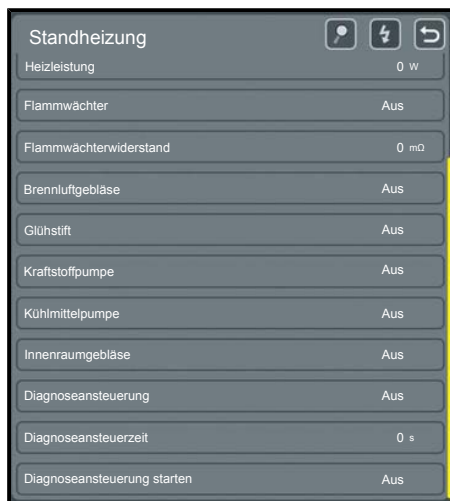 Standheizung
Heizleistung 0 W
Flammwächter Aus
Flammwächterwiderstand 0 mΩ
Brennluftgebläse Aus
Glühstift Aus
Kraftstoffpumpe Aus
Kühlmittelpumpe Aus
Innenraumgebläse Aus
Diagnoseansteuerung Aus
Diagnoseansteuerzeit 0 s
Diagnoseansteuerung starten Aus